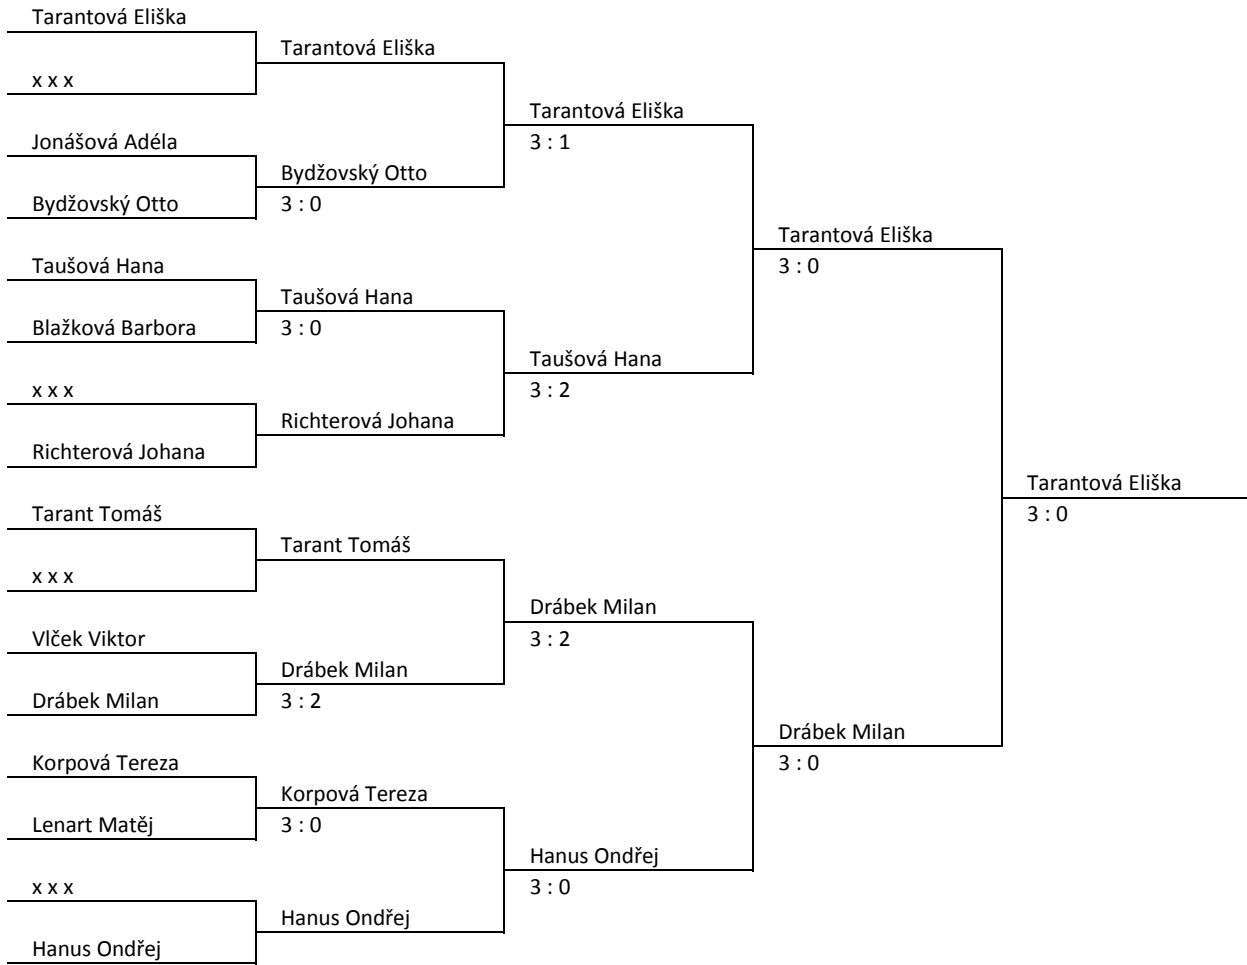 Tarantová Eliška
Tarantová Eliška
x x x
Tarantová Eliška
Jonášová Adéla
3 : 1
Bydžovský Otto
Bydžovský Otto
3 : 0
Tarantová Eliška
Taušová Hana
3 : 0
Taušová Hana
Blažková Barbora
3 : 0
Taušová Hana
x x x
3 : 2
Richterová Johana
Richterová Johana
Tarantová Eliška
Tarant Tomáš
3 : 0
Tarant Tomáš
x x x
Drábek Milan
Vlček Viktor
3 : 2
Drábek Milan
Drábek Milan
3 : 2
Drábek Milan
Korpová Tereza
3 : 0
Korpová Tereza
Lenart Matěj
3 : 0
Hanus Ondřej
x x x
3 : 0
Hanus Ondřej
Hanus Ondřej